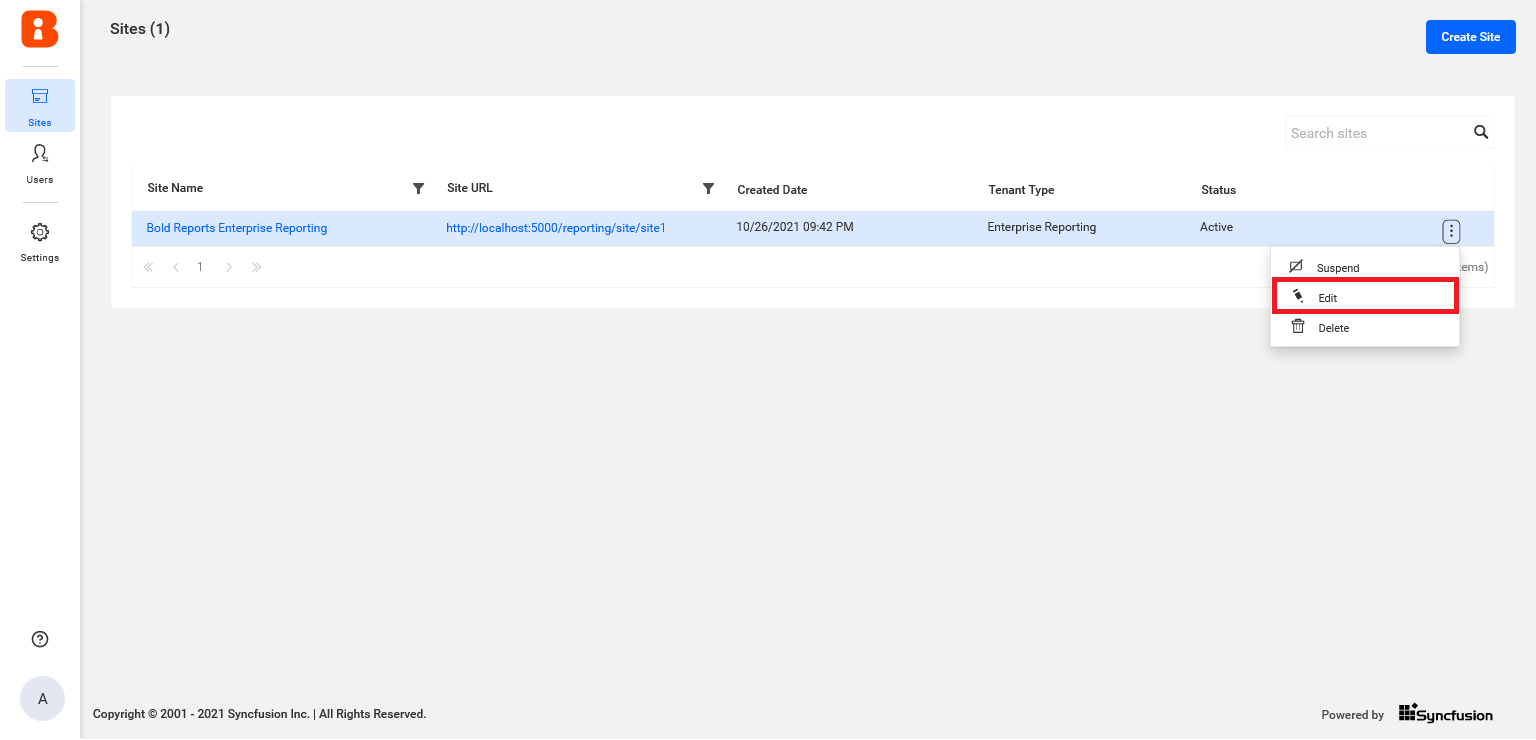 Sites (1)
Create Site
Sites
Users
Settings
Search sites
Site Name Site URL Created Date Tenant Type Status
Bold Reports Enterprise Reporting http://localhost:5000/reporting/site/site1 10/26/2021 09:42 PM Enterprise Reporting Active
1
Suspend
Edit
Delete
A
Copyright © 2001 - 2021 Syncfusion Inc. | All Rights Reserved.
Powered by Syncfusion